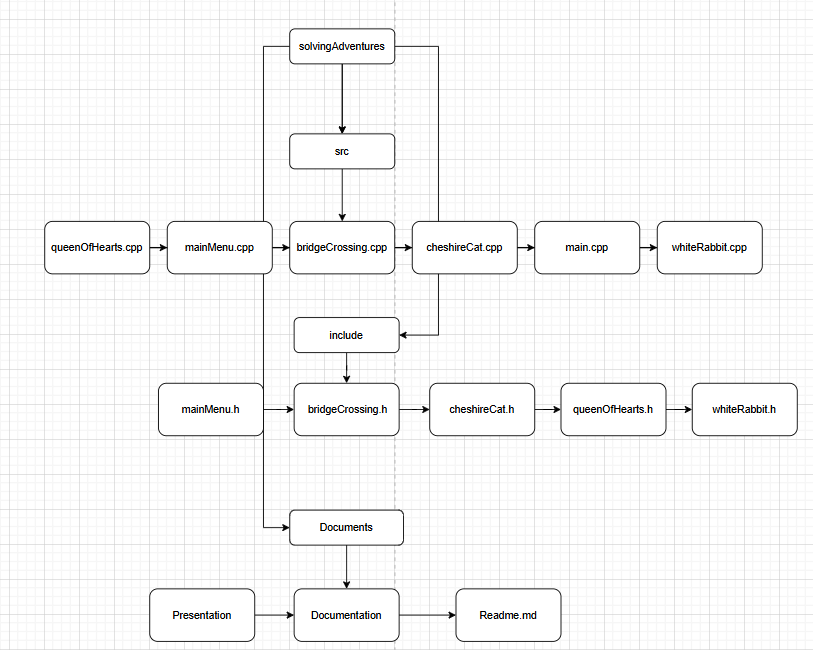 solvingAdventures
src
queenOfHearts.cpp
mainMenu.cpp
bridgeCrossing.cpp
cheshireCat.cpp
main.cpp
whiteRabbit.cpp
include
mainMenu.h
bridgeCrossing.h
cheshireCat.h
queenOfHearts.h
whiteRabbit.h
Documents
Presentation
Documentation
Readme.md